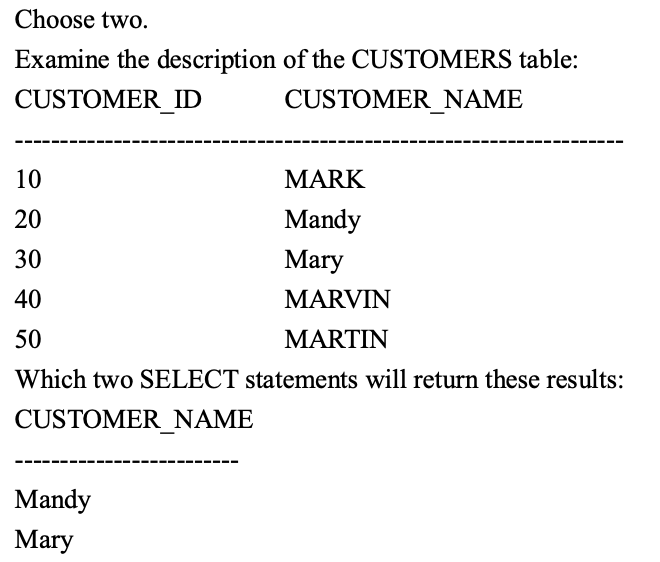 Choose two.
Examine the description of the CUSTOMERS table:
CUSTOMER_ID CUSTOMER_NAME
--------------------------------------------------------------------
10 MARK
20 Mandy
30 Mary
40 MARVIN
50 MARTIN
Which two SELECT statements will return these results:
CUSTOMER_NAME
-------------------------
Mandy
Mary